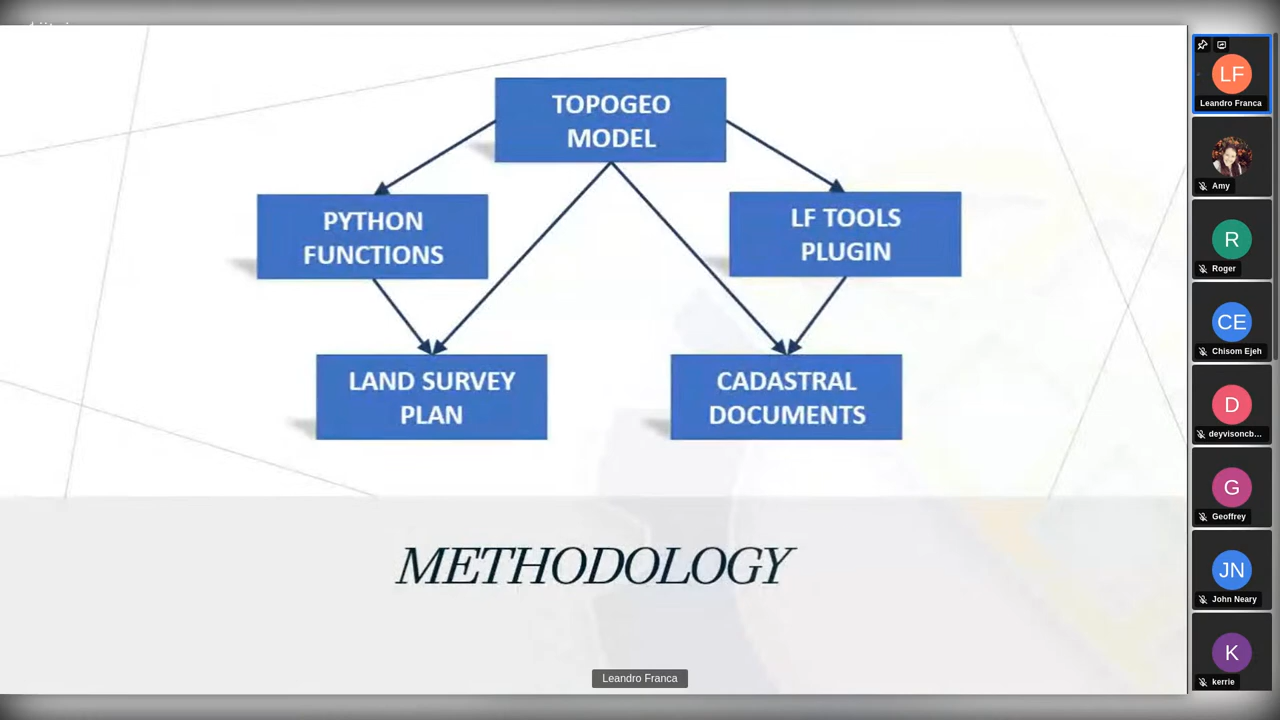 TOPOGEO
MODEL
PYTHON
FUNCTIONS
LF TOOLS
PLUGIN
LAND SURVEY
PLAN
CADASTRAL
DOCUMENTS
METHODOLOGY
Leandro Franca
LF
Leandro Franca
Amy
R
Roger
CE
Chisom Ejeh
D
deyvisoncb...
G
Geoffrey
JN
John Neary
K
kerrie